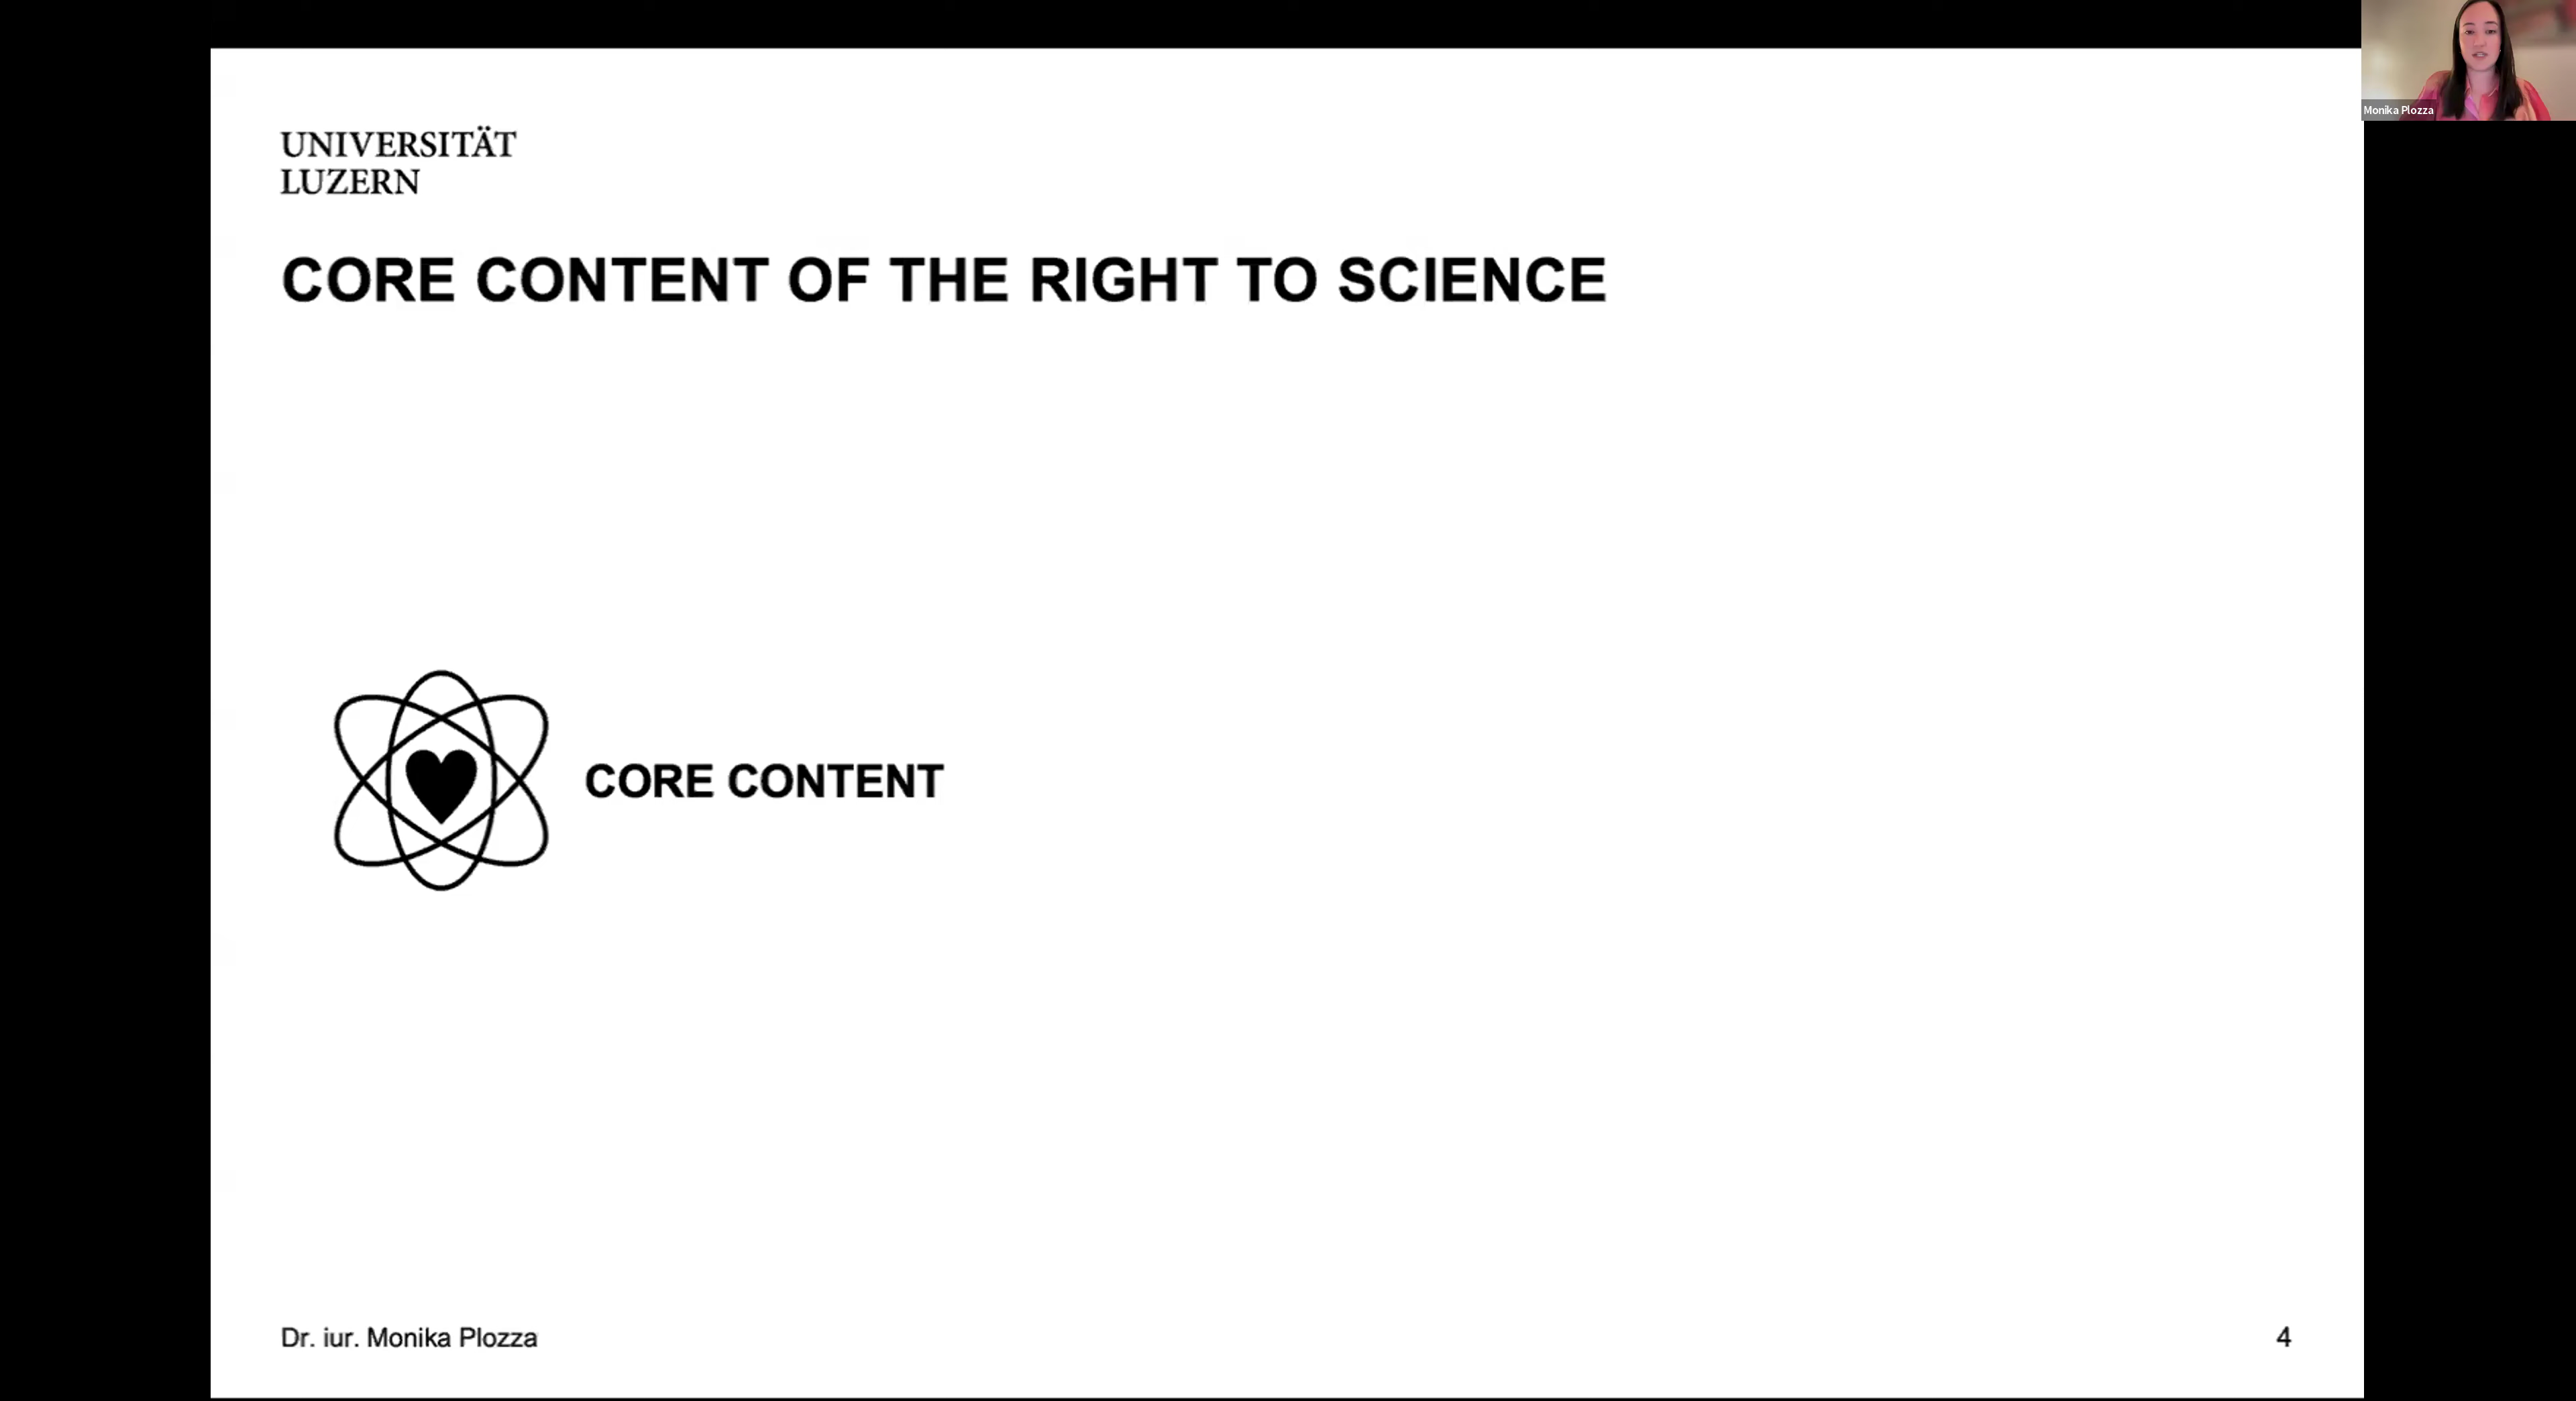 Monika Plozza
UNIVERSITÄT
LUZERN
CORE CONTENT OF THE RIGHT TO SCIENCE
CORE CONTENT
Dr. iur. Monika Plozza
4